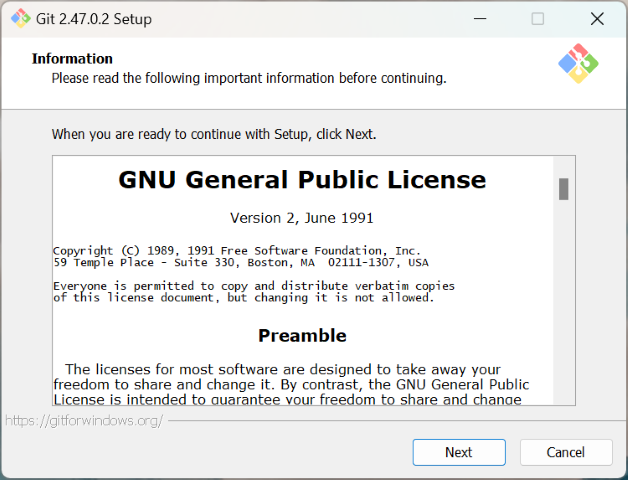 Git 2.47.0.2 Setup
Information
Please read the following important information before continuing.
When you are ready to continue with Setup, click Next.
GNU General Public License
Version 2, June 1991
Copyright (C) 1989, 1991 Free Software Foundation, Inc.
59 Temple Place - Suite 330, Boston, MA  02111-1307, USA
Everyone is permitted to copy and distribute verbatim copies
of this license document, but changing it is not allowed.
Preamble
The licenses for most software are designed to take away your
freedom to share and change it. By contrast, the GNU General Public
License is intended to guarantee your freedom to share and change
https://gitforwindows.org/
Next
Cancel